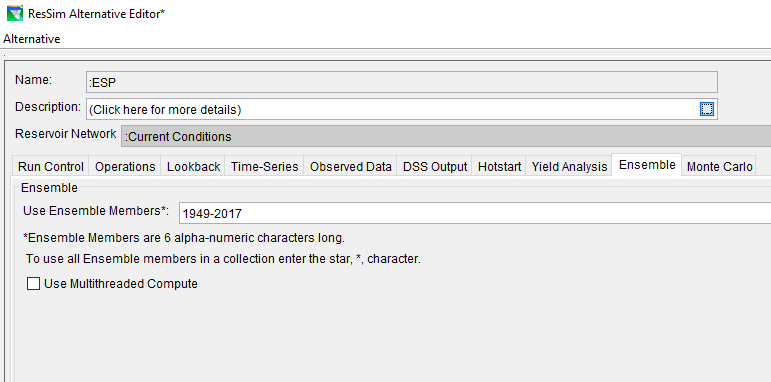 ResSim Alternative Editor*
Alternative
Name: :ESP
Description: (Click here for more details)
Reservoir Network :Current Conditions
Run Control Operations Lookback Time-Series Observed Data DSS Output Hotstart Yield Analysis Ensemble Monte Carlo
Ensemble
Use Ensemble Members*: 1949-2017
*Ensemble Members are 6 alpha-numeric characters long.
To use all Ensemble members in a collection enter the star, *, character.
Use Multithreaded Compute